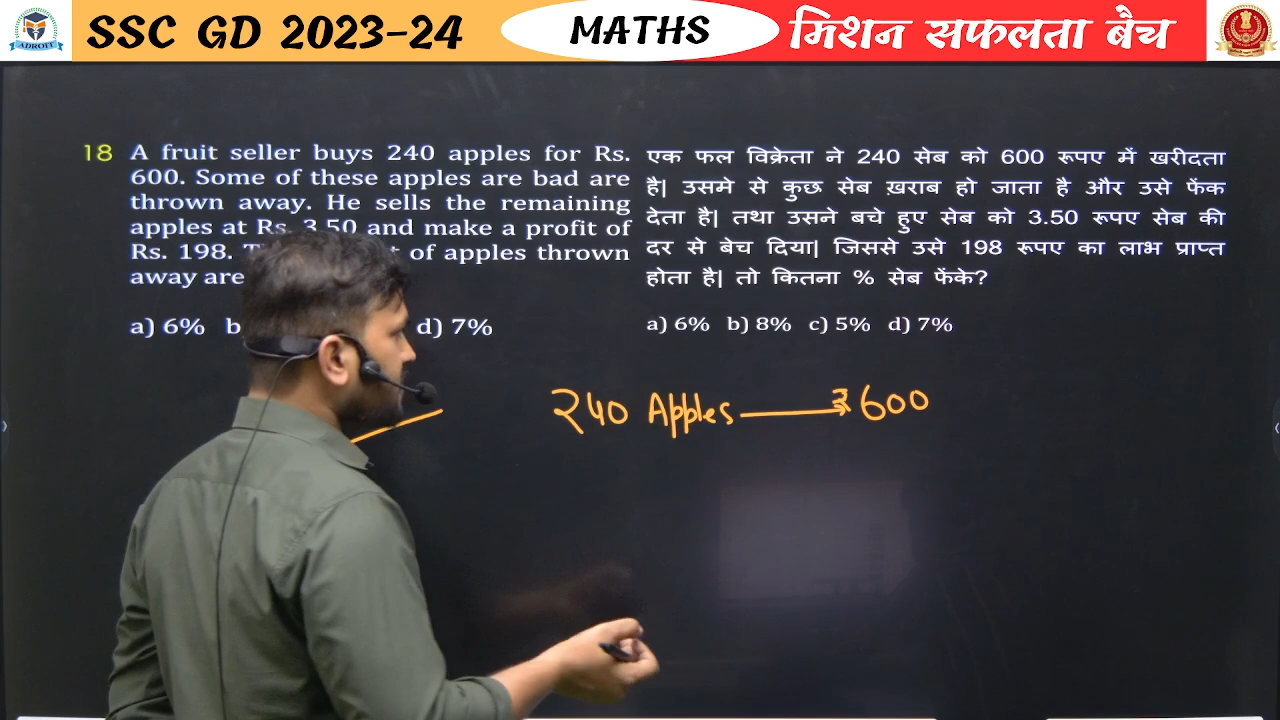 SSC GD 2023-24
MATHS
मिशन सफलता बैच
ADROIT
18 A fruit seller buys 240 apples for Rs.
600. Some of these apples are bad are
thrown away. He sells the remaining
apples at Rs. 3.50 and make a profit of
Rs. 198. of apples thrown
away are
a) 6% b d) 7%
एक फल विक्रेता ने 240 सेब को 600 रूपए में खरीदता
है| उसमे से कुछ सेब ख़राब हो जाता है और उसे फेंक
देता है| तथा उसने बचे हुए सेब को 3.50 रूपए सेब की
दर से बेच दिया| जिससे उसे 198 रूपए का लाभ प्राप्त
होता है| तो कितना % सेब फेंके?
a) 6% b) 8% c) 5% d) 7%
240 Apples ₹600